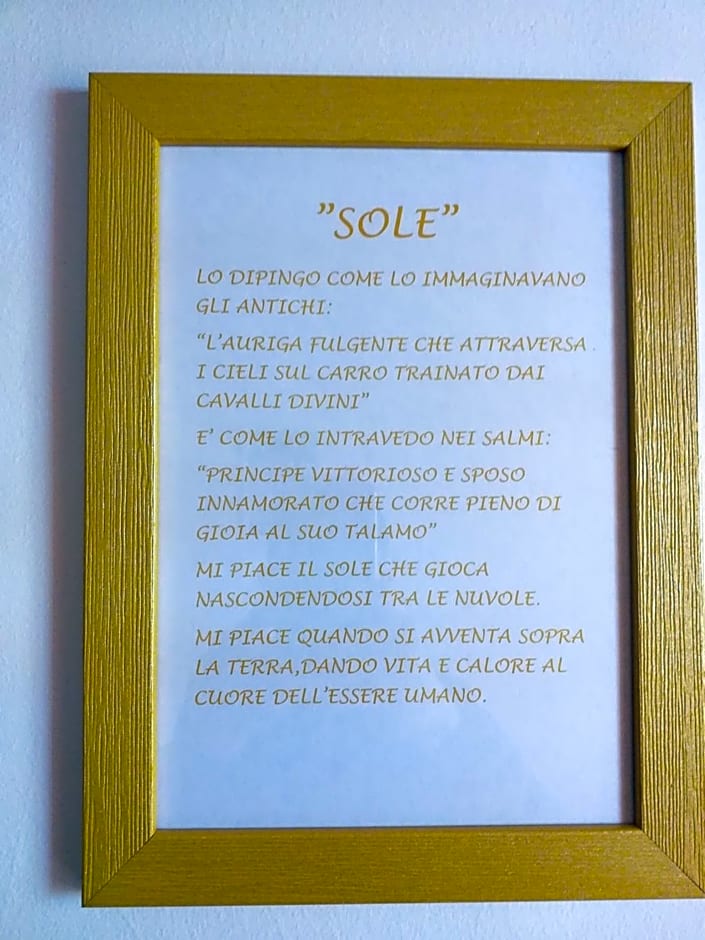 "SOLE"
LO DIPINGO COME LO IMMAGINAVANO
GLI ANTICHI:
"L'AURIGA FULGENTE CHE ATTRAVERSA
I CIELI SUL CARRO TRAINATO DAI
CAVALLI DIVINI"
E' COME LO INTRAVEDO NEI SALMI:
"PRINCIPE VITTORIOSO E SPOSO
INNAMORATO CHE CORRE PIENO DI
GIOIA AL SUO TALAMO"
MI PIACE IL SOLE CHE GIOCA
NASCONDENDOSI TRA LE NUVOLE.
MI PIACE QUANDO SI AVVENTA SOPRA
LA TERRA,DANDO VITA E CALORE AL
CUORE DELL'ESSERE UMANO.